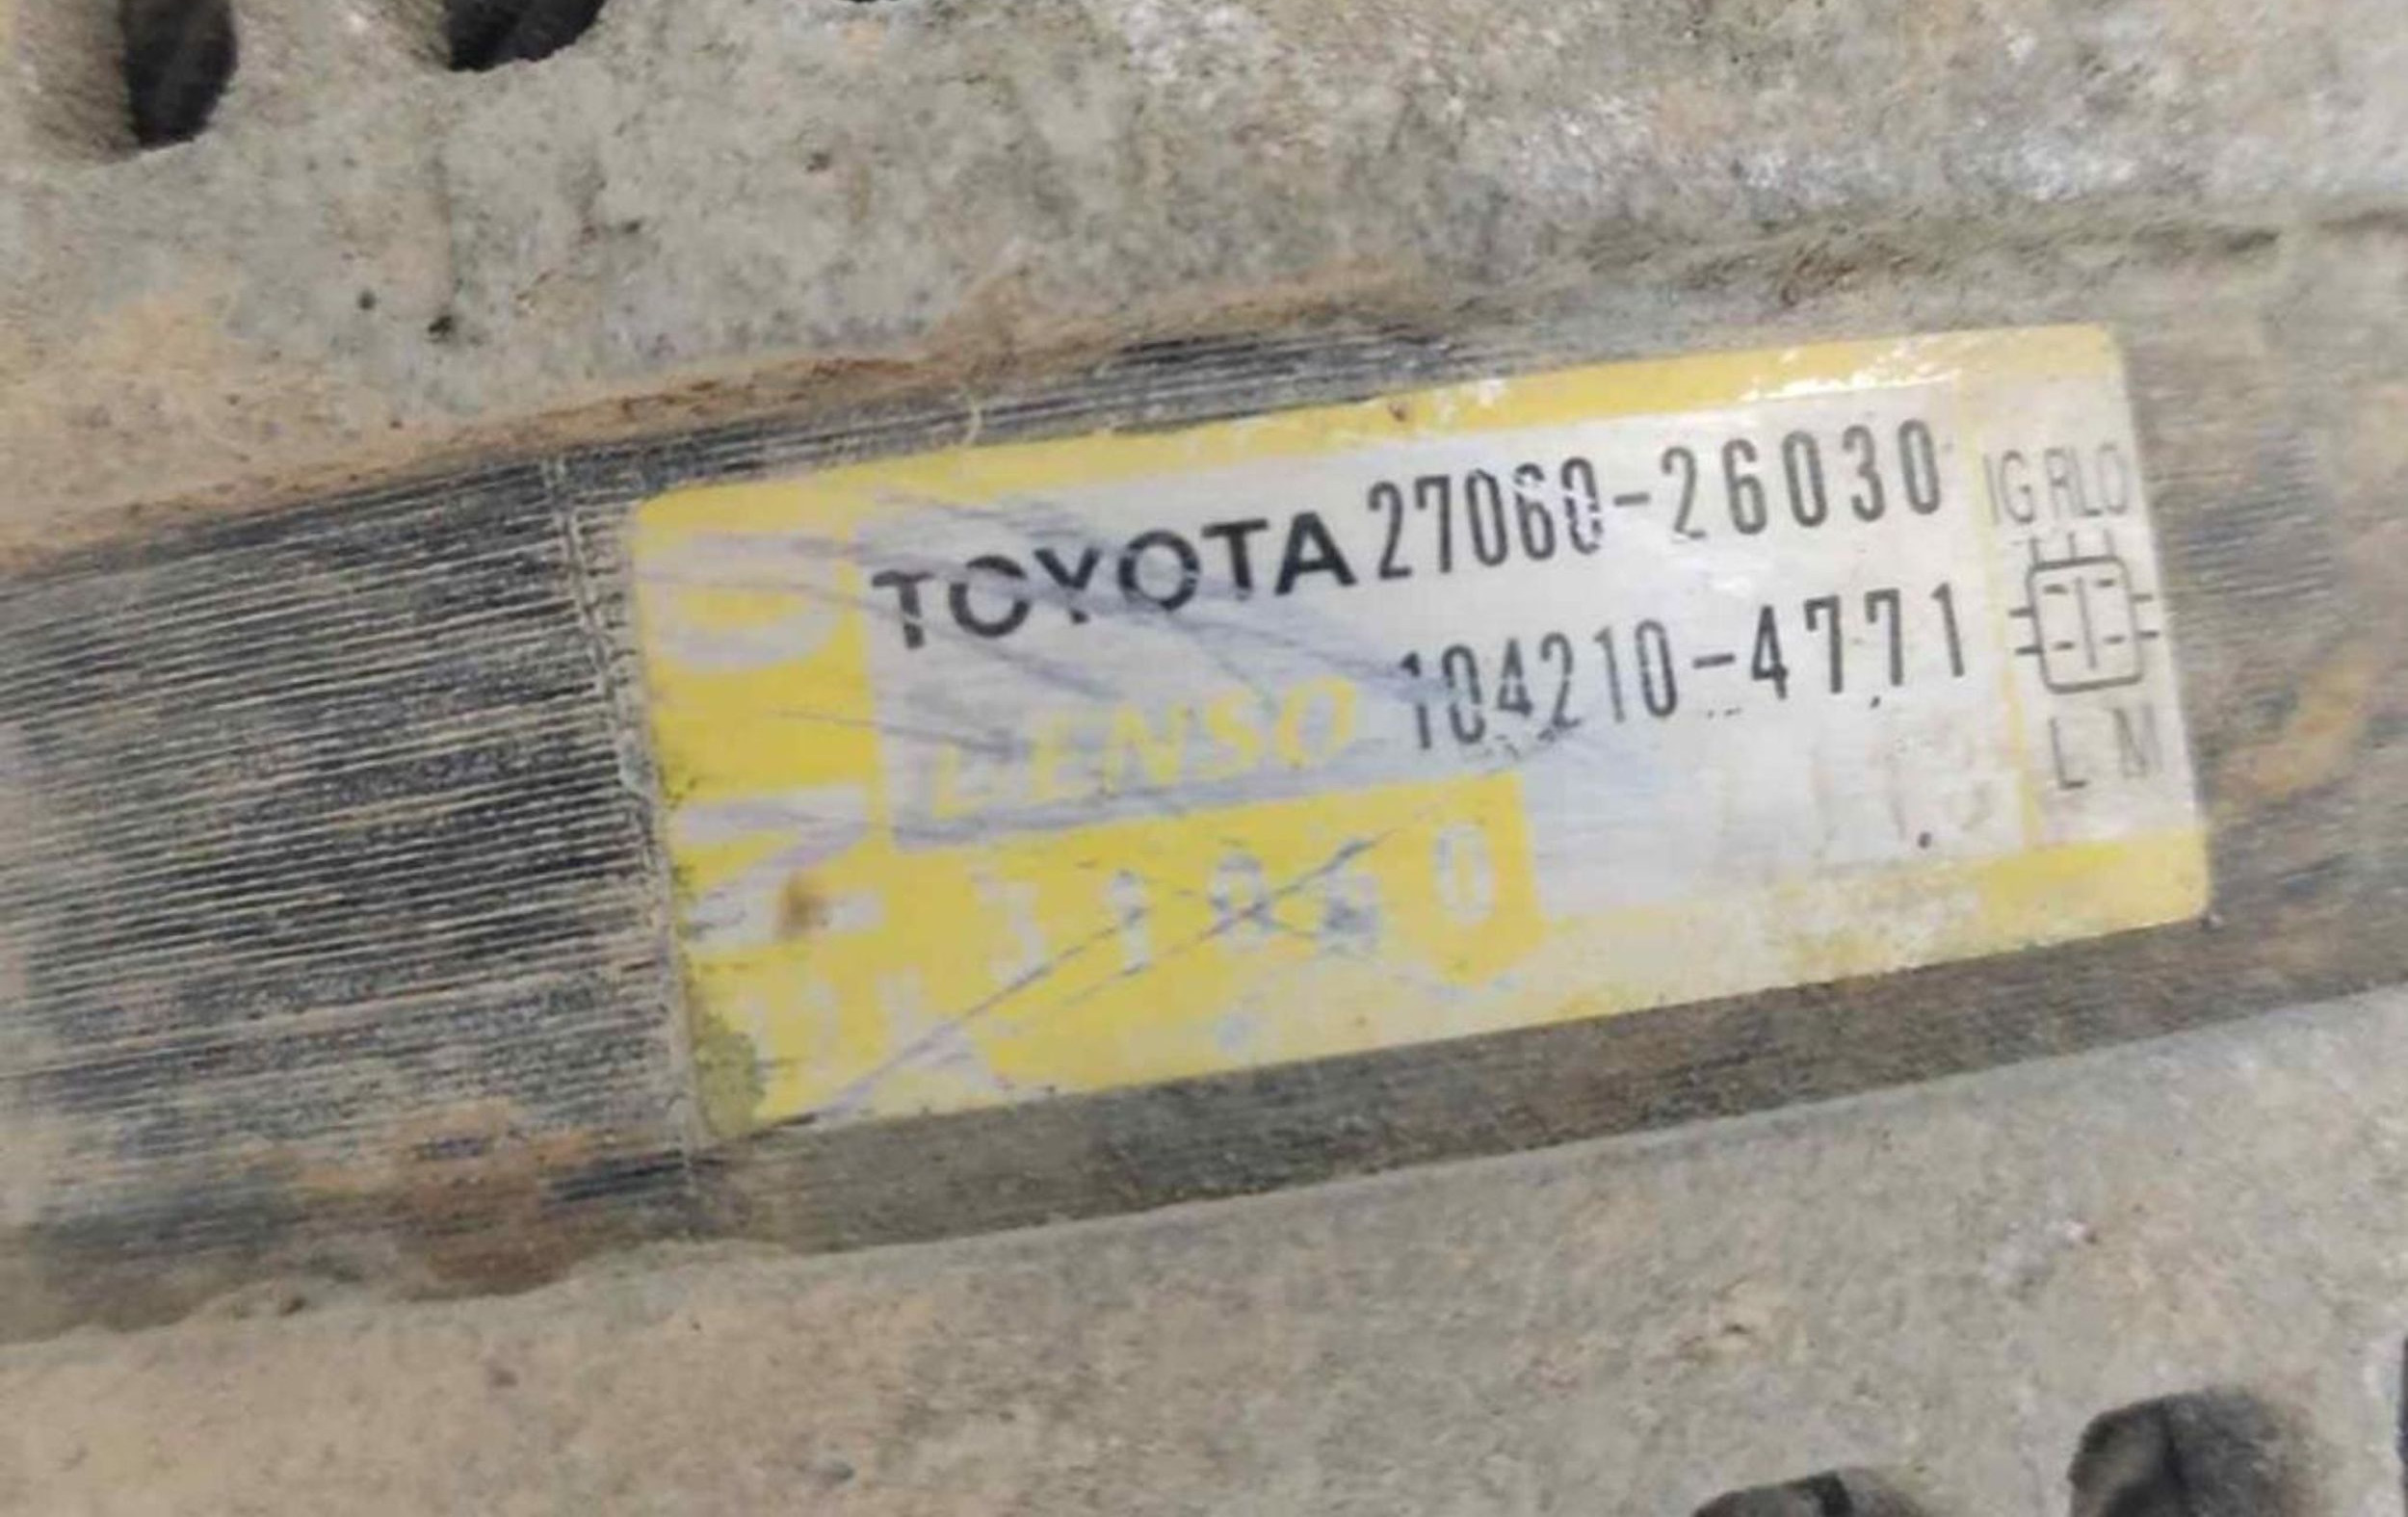 TOYOTA 27060-26030
IG RLO
DENSO 104210-4771
L M